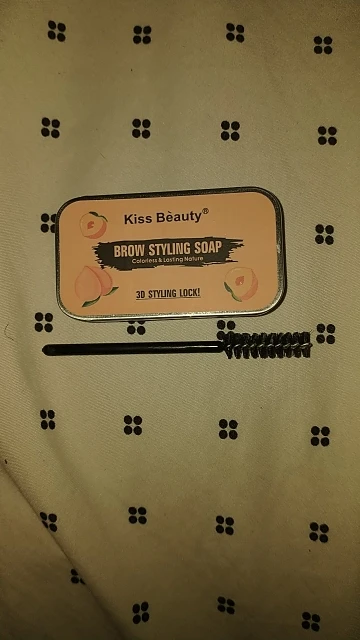 Kiss Bèauty®
BROW STYLING SOAP
Colorless & Lasting Nature
3D STYLING LOCK!